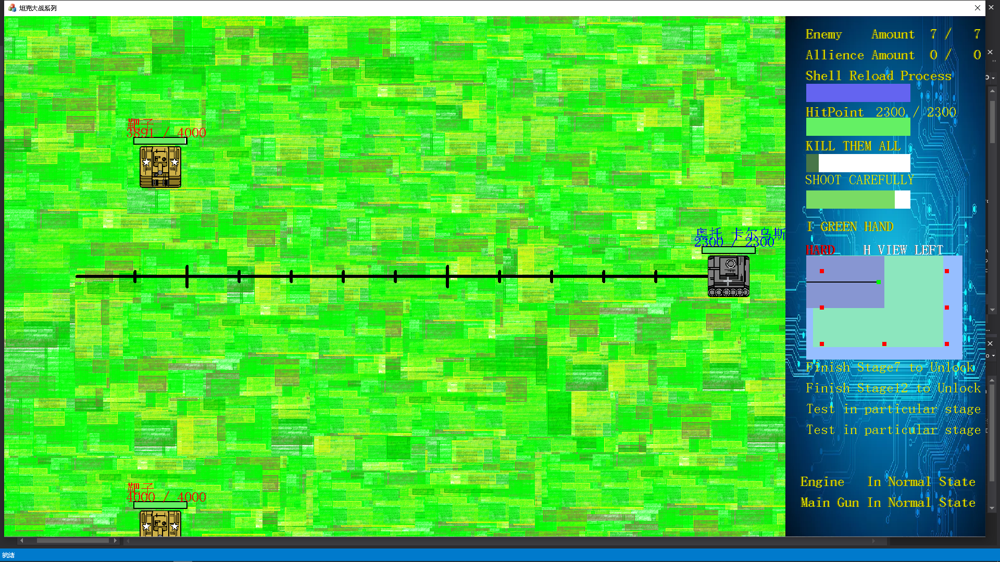 坦克大战系列
Enemy Amount 7 / 7
Allience Amount 0 / 0
Shell Reload Process
HitPoint 2300 / 2300
KILL THEM ALL
SHOOT CAREFULLY
I GREEN HAND
HARD H VIEW LEFT
Finish Stage7 to Unlock
Finish Stage12 to Unlock
Test in particular stage
Test in particular stage
Engine In Normal State
Main Gun In Normal State
靶子
3891 / 4000
奥托 卡尔乌斯
2300 / 2300
靶子
4000 / 4000
就绪